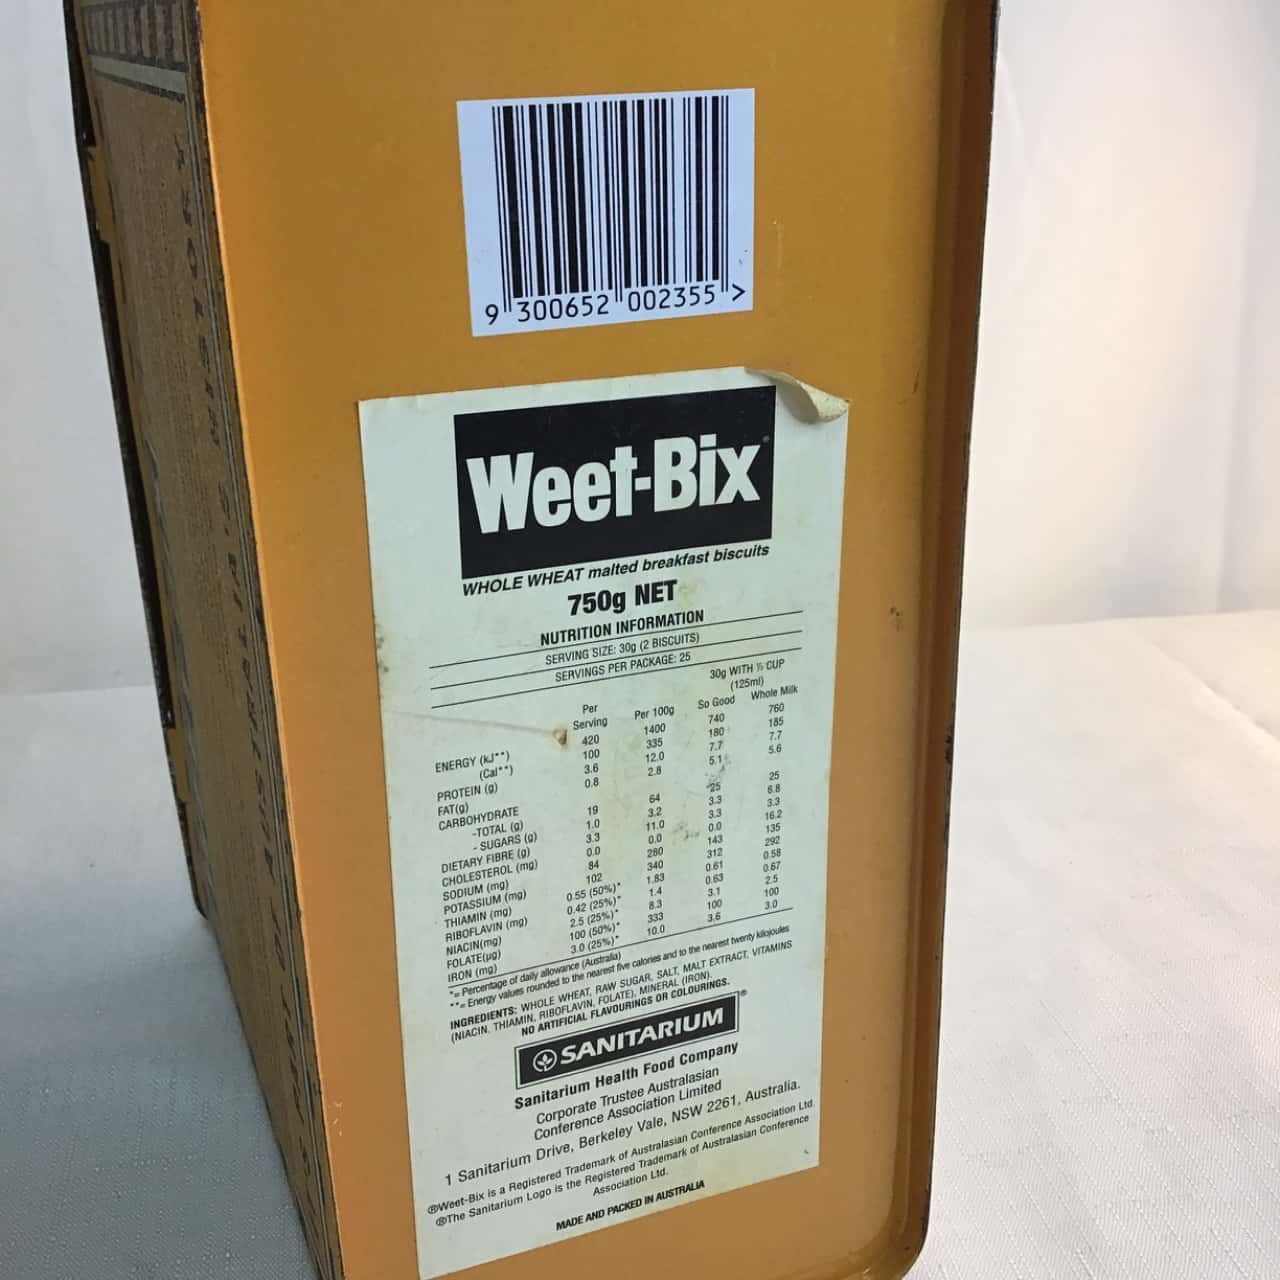 9 300652 002355 >
Weet-Bix®
WHOLE WHEAT malted breakfast biscuits
750g NET
NUTRITION INFORMATION
SERVING SIZE: 30g (2 BISCUITS)
SERVINGS PER PACKAGE: 25
30g WITH ½ CUP
(125ml)
Per Serving Per 100g So Good Whole Milk
ENERGY (kJ**) 420 1400 740 760
(Cal**) 100 335 180 185
PROTEIN (g) 3.6 12.0 7.7 7.7
FAT(g) 0.8 2.8 5.1 5.6
CARBOHYDRATE
-TOTAL (g) 19 64 25 25
- SUGARS (g) 1.0 3.2 3.3 6.8
DIETARY FIBRE (g) 3.3 11.0 3.3 3.3
CHOLESTEROL (mg) 0.0 0.0 0.0 16.2
SODIUM (mg) 84 280 143 135
POTASSIUM (mg) 102 340 312 292
THIAMIN (mg) 0.55 (50%)* 1.83 0.61 0.58
RIBOFLAVIN (mg) 0.42 (25%)* 1.4 0.63 0.67
NIACIN(mg) 2.5 (25%)* 8.3 3.1 2.5
FOLATE(µg) 100 (50%)* 333 100 100
IRON (mg) 3.0 (25%)* 10.0 3.6 3.0
*= Percentage of daily allowance (Australia)
**= Energy values rounded to the nearest five calories and to the nearest twenty kilojoules
INGREDIENTS: WHOLE WHEAT, RAW SUGAR, SALT, MALT EXTRACT, VITAMINS
(NIACIN, THIAMIN, RIBOFLAVIN, FOLATE), MINERAL (IRON).
NO ARTIFICIAL FLAVOURINGS OR COLOURINGS.
SANITARIUM®
Sanitarium Health Food Company
Corporate Trustee Australasian
Conference Association Limited
1 Sanitarium Drive, Berkeley Vale, NSW 2261, Australia.
®Weet-Bix is a Registered Trademark of Australasian Conference Association Ltd.
®The Sanitarium Logo is the Registered Trademark of Australasian Conference
Association Ltd.
MADE AND PACKED IN AUSTRALIA